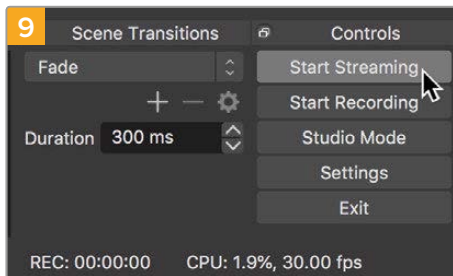 9
Scene Transitions
Controls
Fade
Start Streaming
Start Recording
Duration 300 ms
Studio Mode
Settings
Exit
REC: 00:00:00 CPU: 1.9%, 30.00 fps